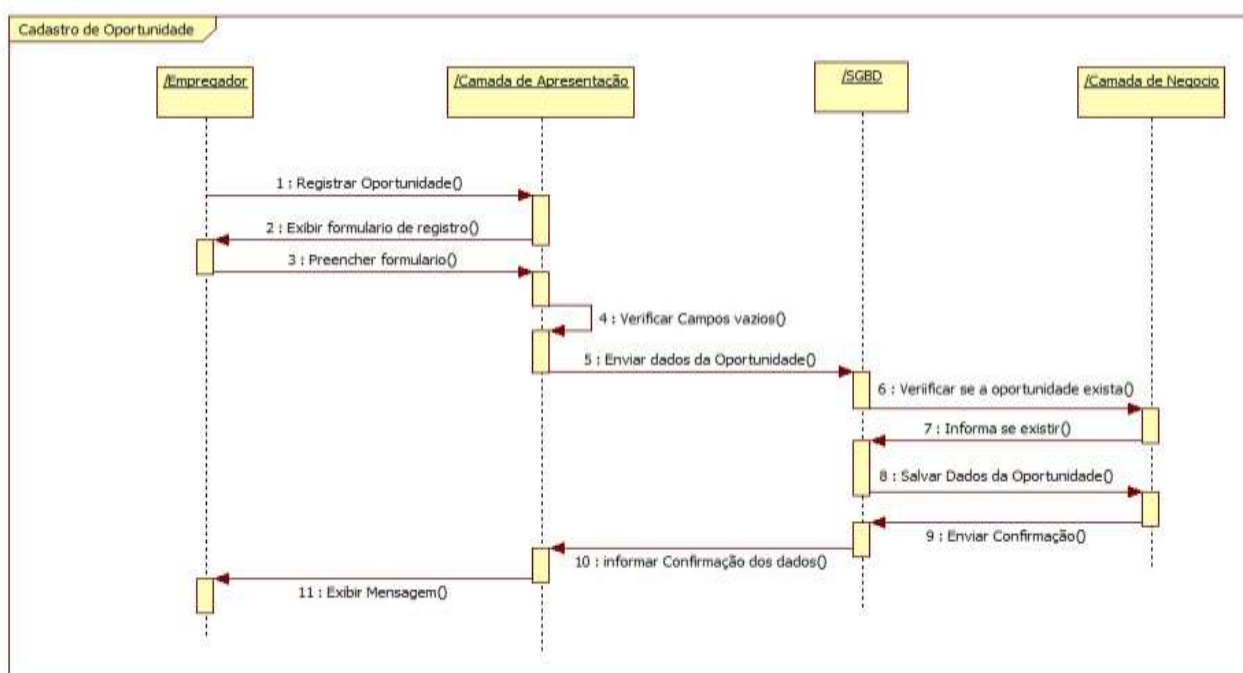 Cadastro de Oportunidade
/Empregador
/Camada de Apresentação
/SGBD
/Camada de Negocio
1 : Registrar Oportunidade()
2 : Exibir formulario de registro()
3 : Preencher formulario()
4 : Verificar Campos vazios()
5 : Enviar dados da Oportunidade()
6 : Veriificar se a oportunidade exista()
7 : Informa se existir()
8 : Salvar Dados da Oportunidade()
9 : Enviar Confirmação()
10 : informar Confirmação dos dados()
11 : Exibir Mensagem()